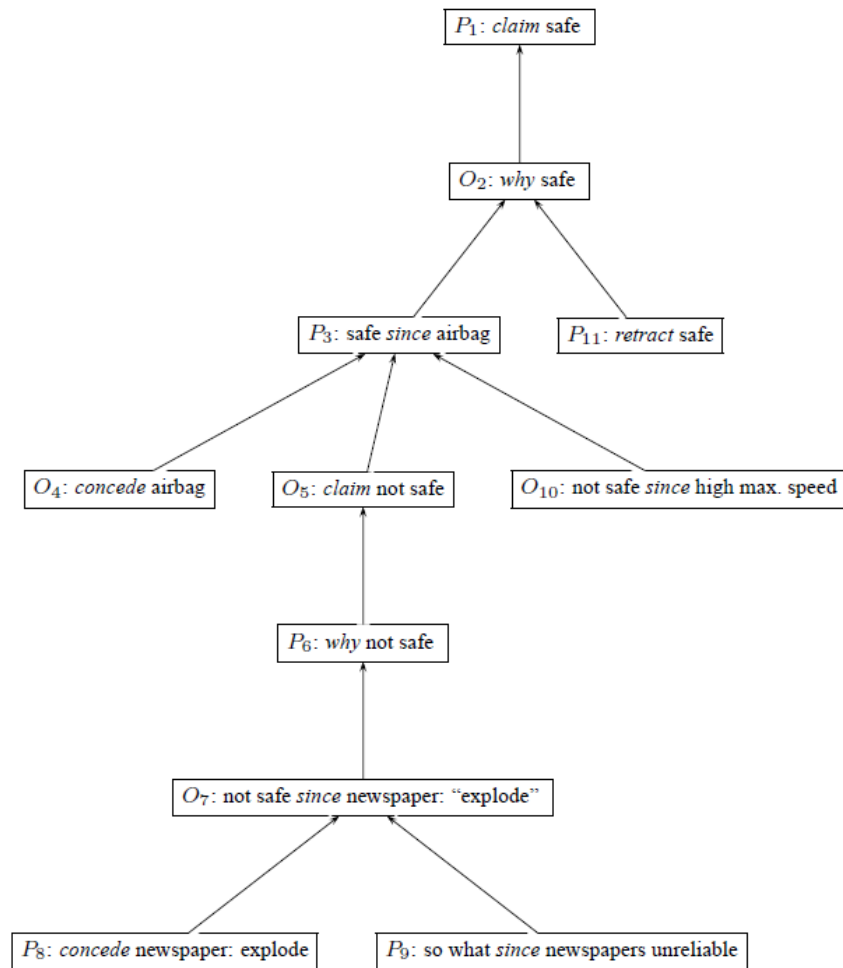 P₁: claim safe
O₂: why safe
P₃: safe since airbag
P₁₁: retract safe
O₄: concede airbag
O₅: claim not safe
O₁₀: not safe since high max. speed
P₆: why not safe
O₇: not safe since newspaper: “explode”
P₈: concede newspaper: explode
P₉: so what since newspapers unreliable